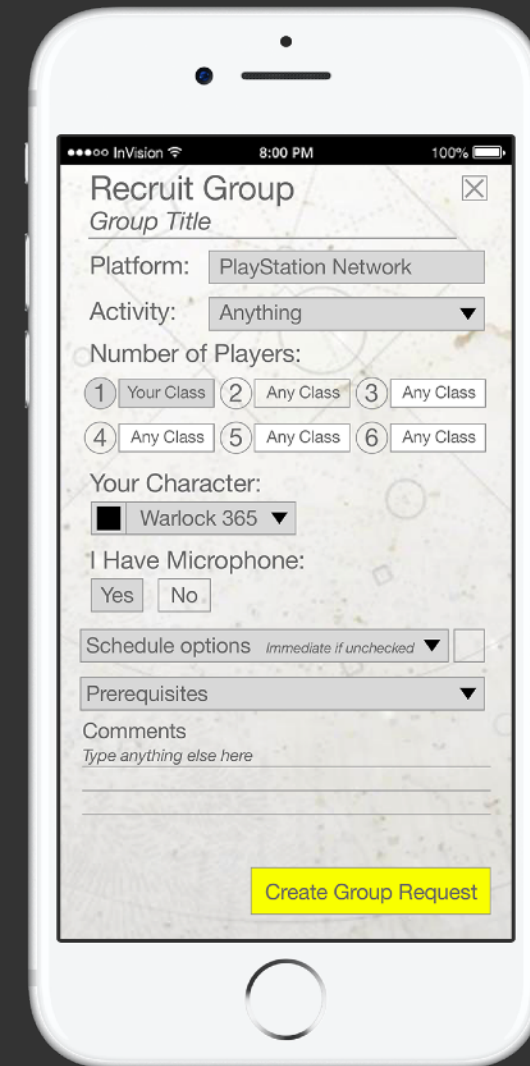 InVision 8:00 PM 100%
Recruit Group
Group Title
Platform: PlayStation Network
Activity: Anything
Number of Players:
1 Your Class 2 Any Class 3 Any Class
4 Any Class 5 Any Class 6 Any Class
Your Character:
Warlock 365
I Have Microphone:
Yes No
Schedule options Immediate if unchecked
Prerequisites
Comments
Type anything else here
Create Group Request